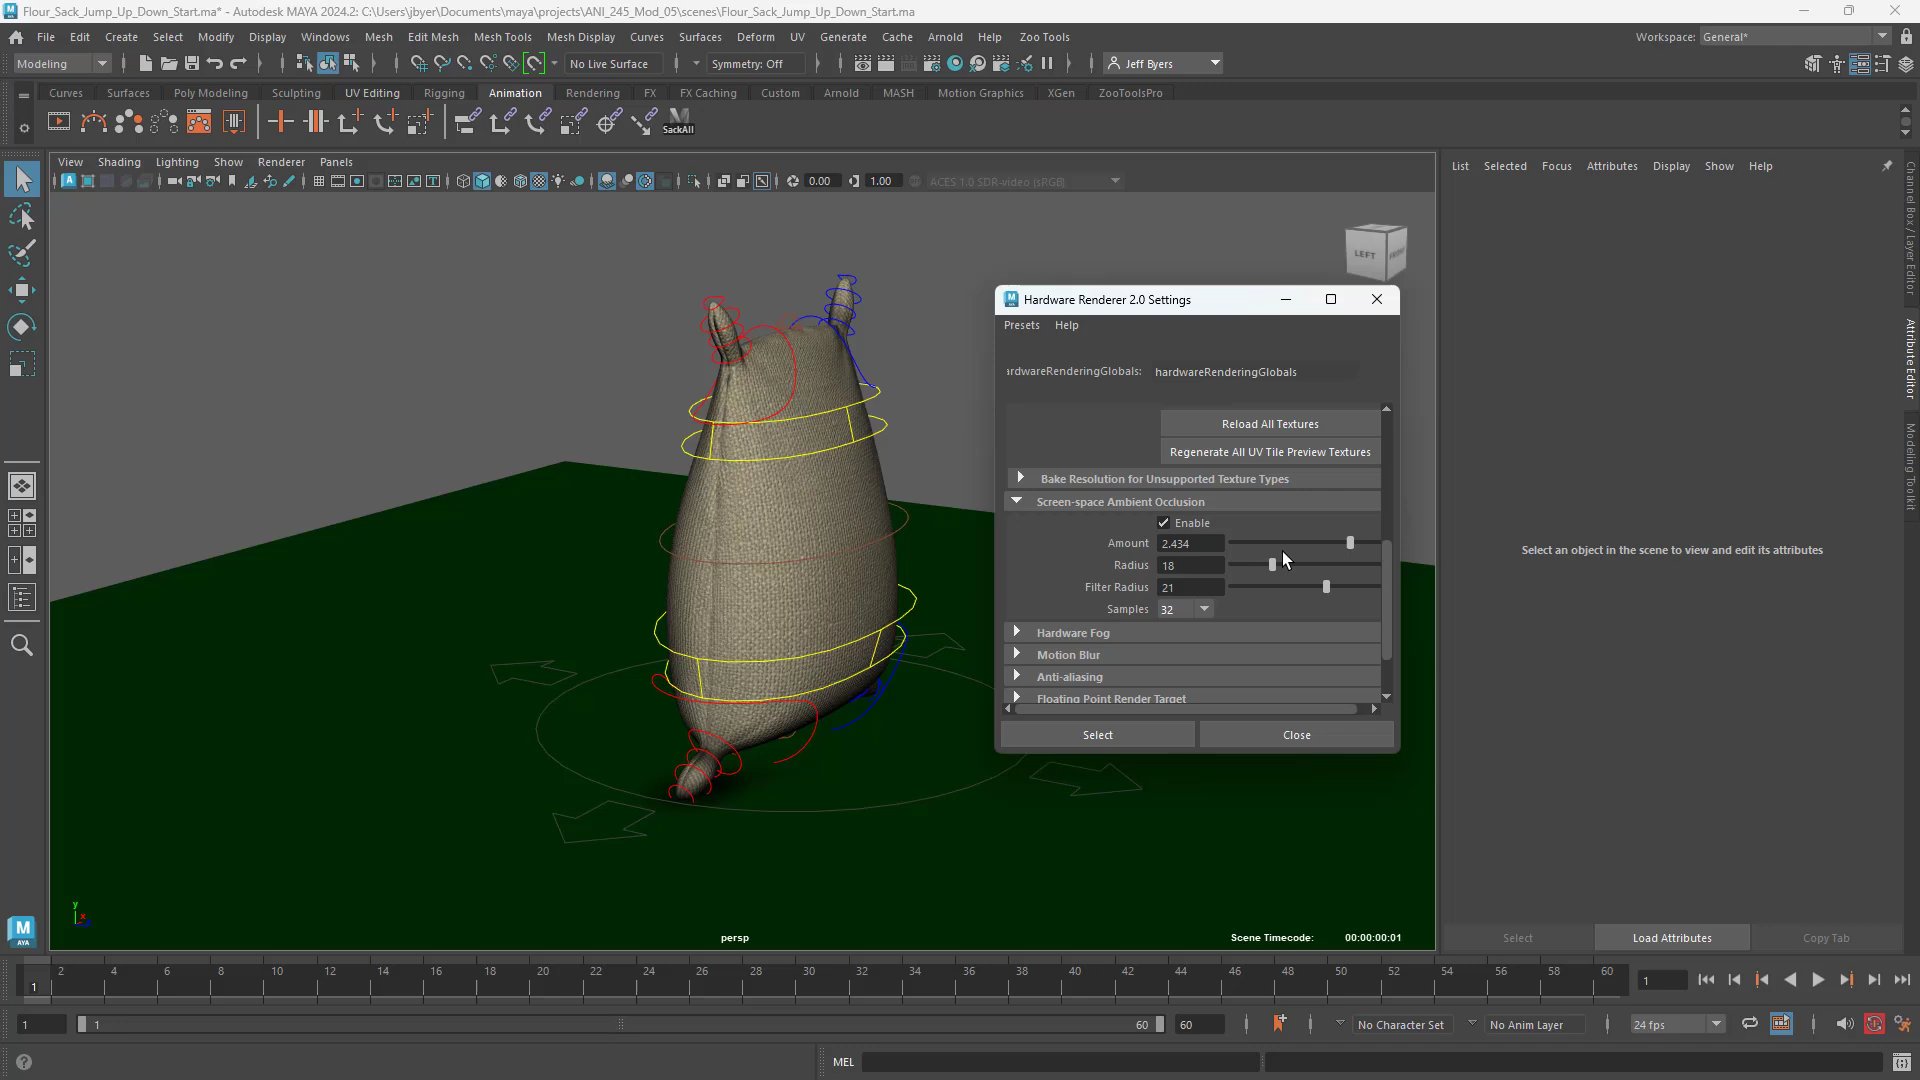 Flour_Sack_Jump_Up_Down_Start.ma* - Autodesk MAYA 2024.2: C:\Users\jbyer\Documents\maya\projects\ANI_245_Mod_05\scenes\Flour_Sack_Jump_Up_Down_Start.ma
File Edit Create Select Modify Display Windows Mesh Edit Mesh Mesh Tools Mesh Display Curves Surfaces Deform UV Generate Cache Arnold Help Zoo Tools Workspace: General*
Modeling No Live Surface Symmetry: Off Jeff Byers
Curves Surfaces Poly Modeling Sculpting UV Editing Rigging Animation Rendering FX FX Caching Custom Arnold MASH Motion Graphics XGen ZooToolsPro
SackAll
View Shading Lighting Show Renderer Panels
List Selected Focus Attributes Display Show Help
0.00 1.00 ACES 1.0 SDR-video (sRGB)
Channel Box / Layer Editor
Attribute Editor
Modeling Toolkit
LEFT FRONT
Hardware Renderer 2.0 Settings
Presets Help
ardwareRenderingGlobals: hardwareRenderingGlobals
Reload All Textures
Regenerate All UV Tile Preview Textures
Bake Resolution for Unsupported Texture Types
Screen-space Ambient Occlusion
Enable
Amount 2.434
Radius 18
Filter Radius 21
Samples 32
Hardware Fog
Motion Blur
Anti-aliasing
Floating Point Render Target
Select Close
Select an object in the scene to view and edit its attributes
y
x
persp
Scene Timecode: 00:00:00:01
Select Load Attributes Copy Tab
M
AYA
2 4 6 8 10 12 14 16 18 20 22 24 26 28 30 32 34 36 38 40 42 44 46 48 50 52 54 56 58 60
1 1
1 1 60 60 No Character Set No Anim Layer 24 fps
MEL